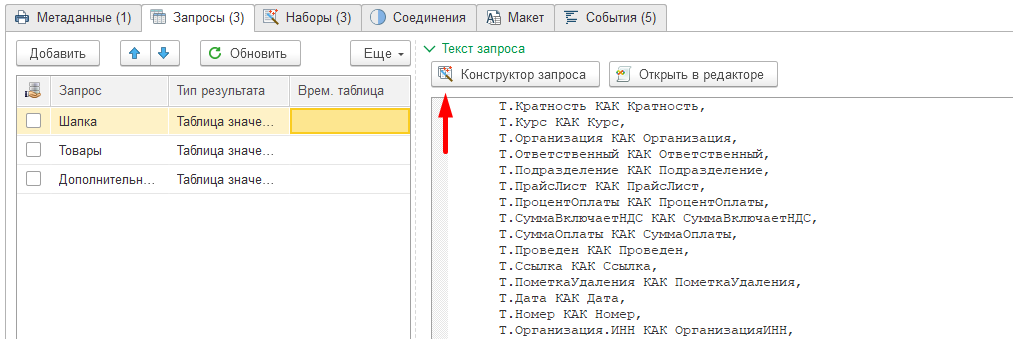 Метаданные (1) Запросы (3) Наборы (3) Соединения Макет События (5)
Добавить Обновить Еще
Запрос Тип результата Врем. таблица
Шапка Таблица значе...
Товары Таблица значе...
Дополнительн... Таблица значе...
Текст запроса
Конструктор запроса Открыть в редакторе
Т.Кратность КАК Кратность,
Т.Курс КАК Курс,
Т.Организация КАК Организация,
Т.Ответственный КАК Ответственный,
Т.Подразделение КАК Подразделение,
Т.ПрайсЛист КАК ПрайсЛист,
Т.ПроцентОплаты КАК ПроцентОплаты,
Т.СуммаВключаетНДС КАК СуммаВключаетНДС,
Т.СуммаОплаты КАК СуммаОплаты,
Т.Проведен КАК Проведен,
Т.Ссылка КАК Ссылка,
Т.ПометкаУдаления КАК ПометкаУдаления,
Т.Дата КАК Дата,
Т.Номер КАК Номер,
Т.Организация.ИНН КАК ОрганизацияИНН,